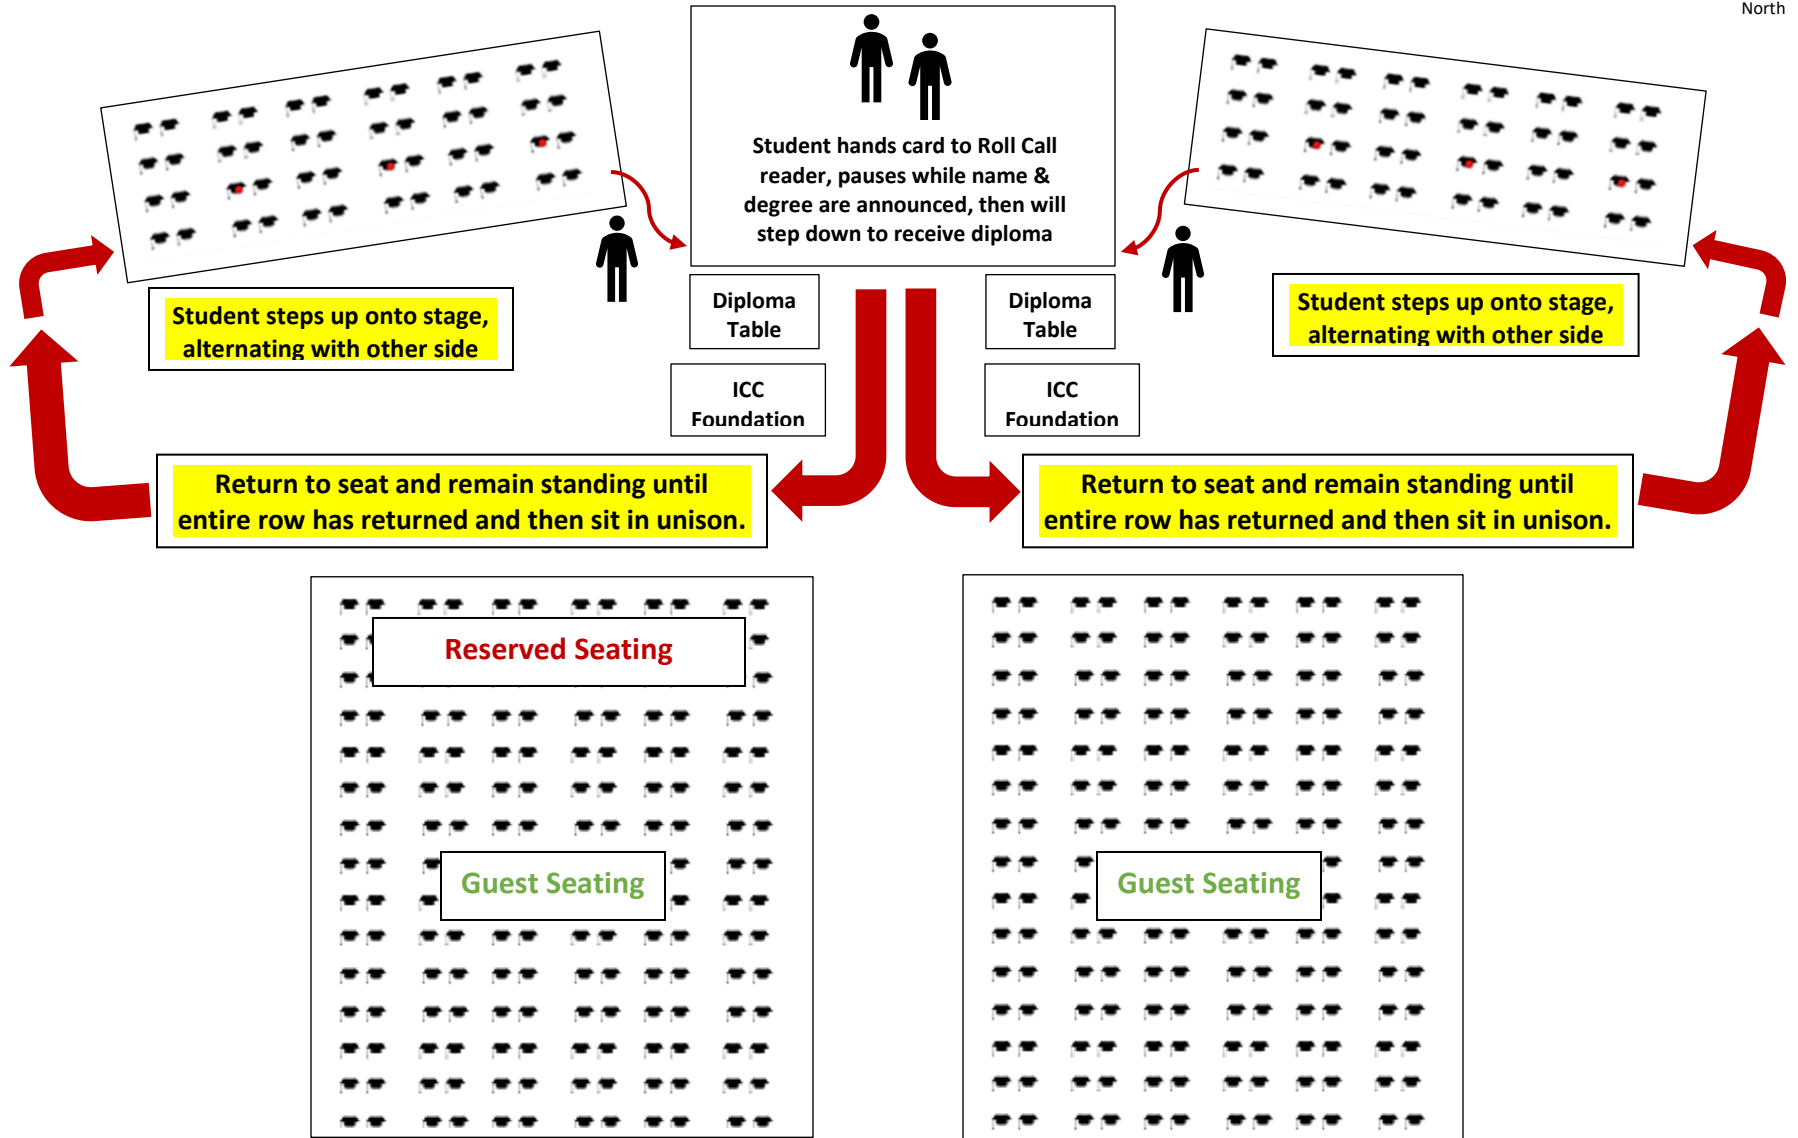 North
Student hands card to Roll Call
reader, pauses while name &
degree are announced, then will
step down to receive diploma
Student steps up onto stage,
alternating with other side
Diploma
Table
Diploma
Table
Student steps up onto stage,
alternating with other side
ICC
Foundation
ICC
Foundation
Return to seat and remain standing until
entire row has returned and then sit in unison.
Return to seat and remain standing until
entire row has returned and then sit in unison.
Reserved Seating
Guest Seating
Guest Seating